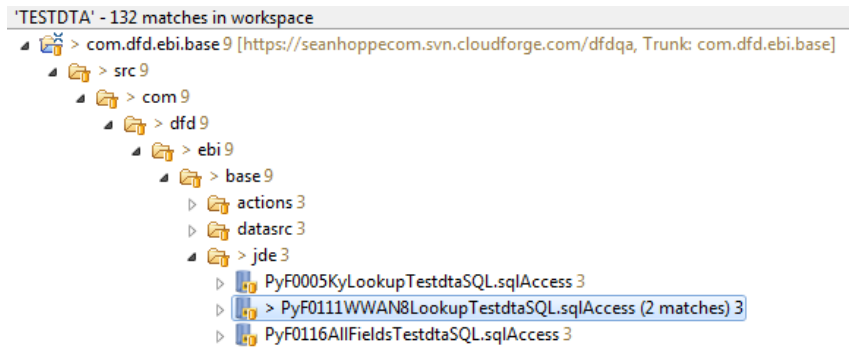 'TESTDTA' - 132 matches in workspace
> com.dfd.ebi.base 9 [https://seanhoppecom.svn.cloudforge.com/dfdqa, Trunk: com.dfd.ebi.base]
> src 9
> com 9
> dfd 9
> ebi 9
> base 9
actions 3
datasrc 3
> jde 3
PyF0005KyLookupTestdtaSQL.sqlAccess 3
> PyF0111WWAN8LookupTestdtaSQL.sqlAccess (2 matches) 3
PyF0116AllFieldsTestdtaSQL.sqlAccess 3